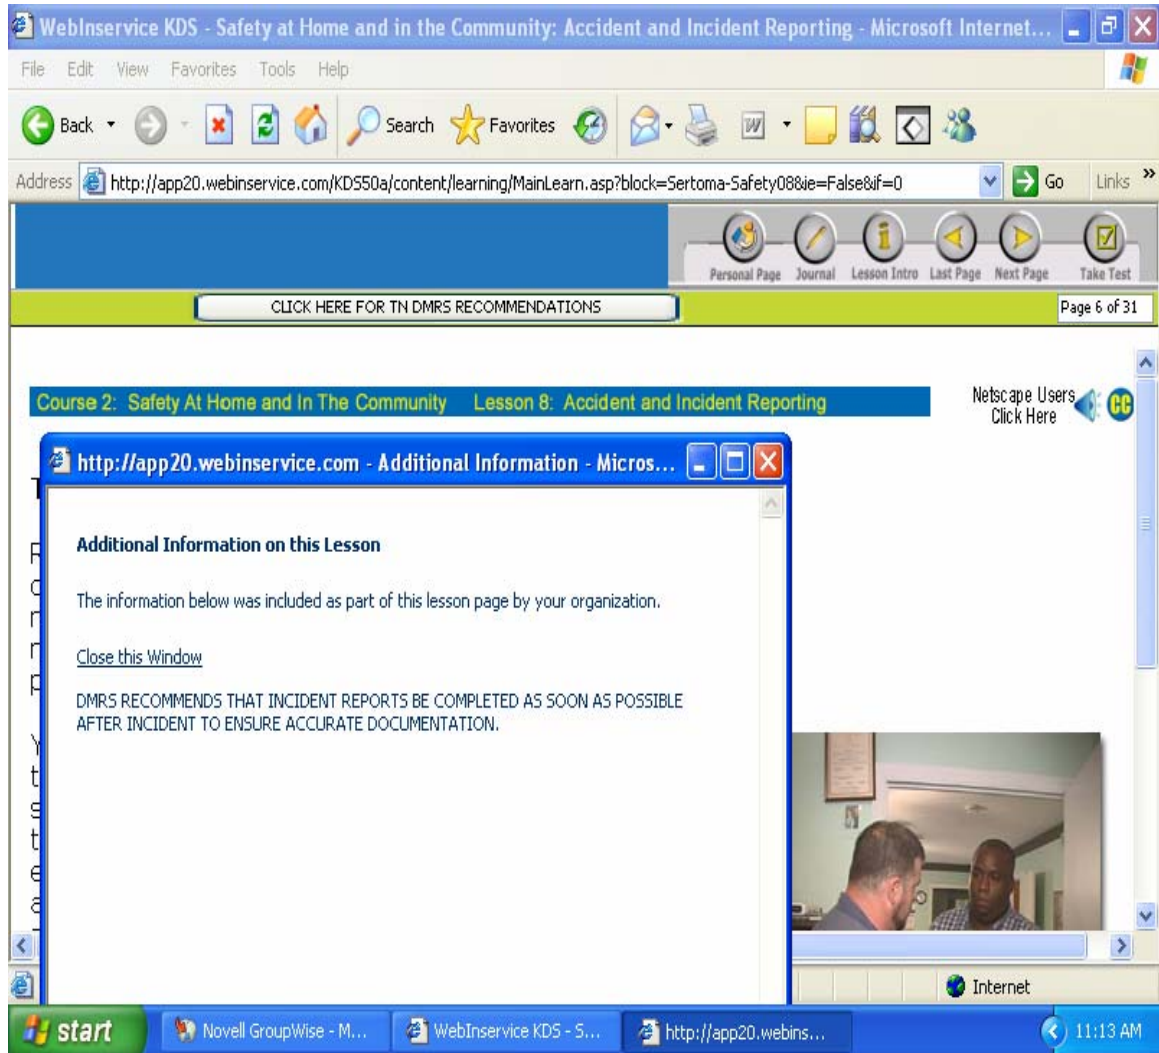 WebInservice KDS - Safety at Home and in the Community: Accident and Incident Reporting - Microsoft Internet...
File Edit View Favorites Tools Help
Back Search Favorites
Address http://app20.webinservice.com/KDS50a/content/learning/MainLearn.asp?block=Sertoma-Safety08&ie=False&if=0 Go Links »
Personal Page Journal Lesson Intro Last Page Next Page Take Test
CLICK HERE FOR TN DMRS RECOMMENDATIONS
Page 6 of 31
Course 2: Safety At Home and In The Community Lesson 8: Accident and Incident Reporting
Netscape Users
Click Here
CC
http://app20.webinservice.com - Additional Information - Micros...
Additional Information on this Lesson
The information below was included as part of this lesson page by your organization.
Close this Window
DMRS RECOMMENDS THAT INCIDENT REPORTS BE COMPLETED AS SOON AS POSSIBLE
AFTER INCIDENT TO ENSURE ACCURATE DOCUMENTATION.
Internet
start Novell GroupWise - M... WebInservice KDS - S... http://app20.webins... 11:13 AM